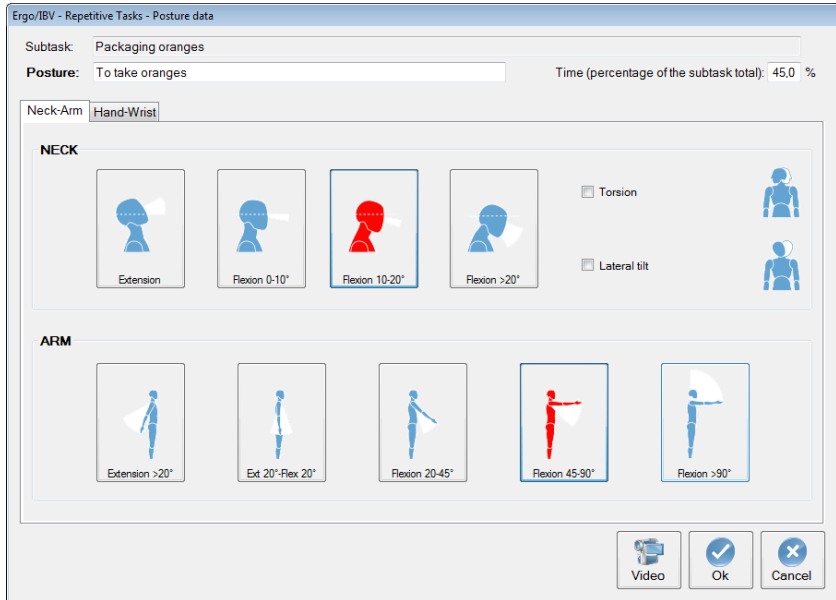 Ergo/IBV - Repetitive Tasks - Posture data
Subtask: Packaging oranges
Posture: To take oranges Time (percentage of the subtask total): 45,0 %
Neck-Arm Hand-Wrist
NECK
Torsion
Lateral tilt
Extension Flexion 0-10° Flexion 10-20° Flexion >20°
ARM
Extension >20° Ext 20°-Flex 20° Flexion 20-45° Flexion 45-90° Flexion >90°
Video Ok Cancel